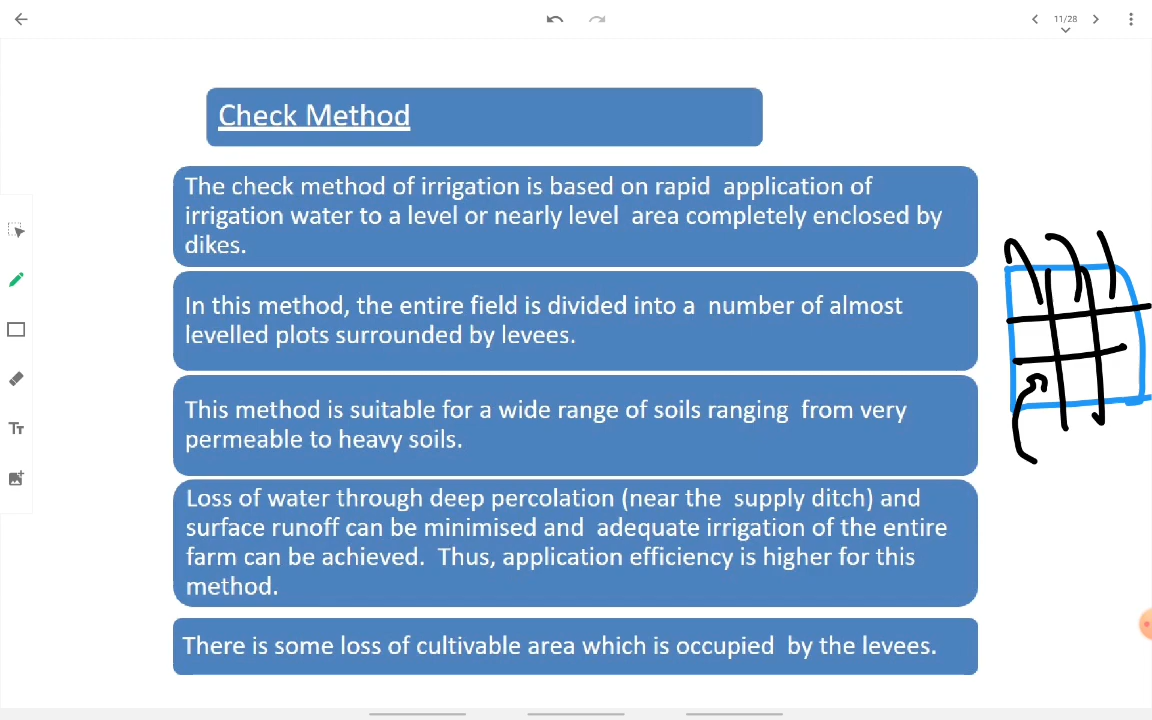 11/28
Check Method
The check method of irrigation is based on rapid application of
irrigation water to a level or nearly level area completely enclosed by
dikes.
In this method, the entire field is divided into a number of almost
levelled plots surrounded by levees.
This method is suitable for a wide range of soils ranging from very
permeable to heavy soils.
Loss of water through deep percolation (near the supply ditch) and
surface runoff can be minimised and adequate irrigation of the entire
farm can be achieved. Thus, application efficiency is higher for this
method.
There is some loss of cultivable area which is occupied by the levees.
Tт